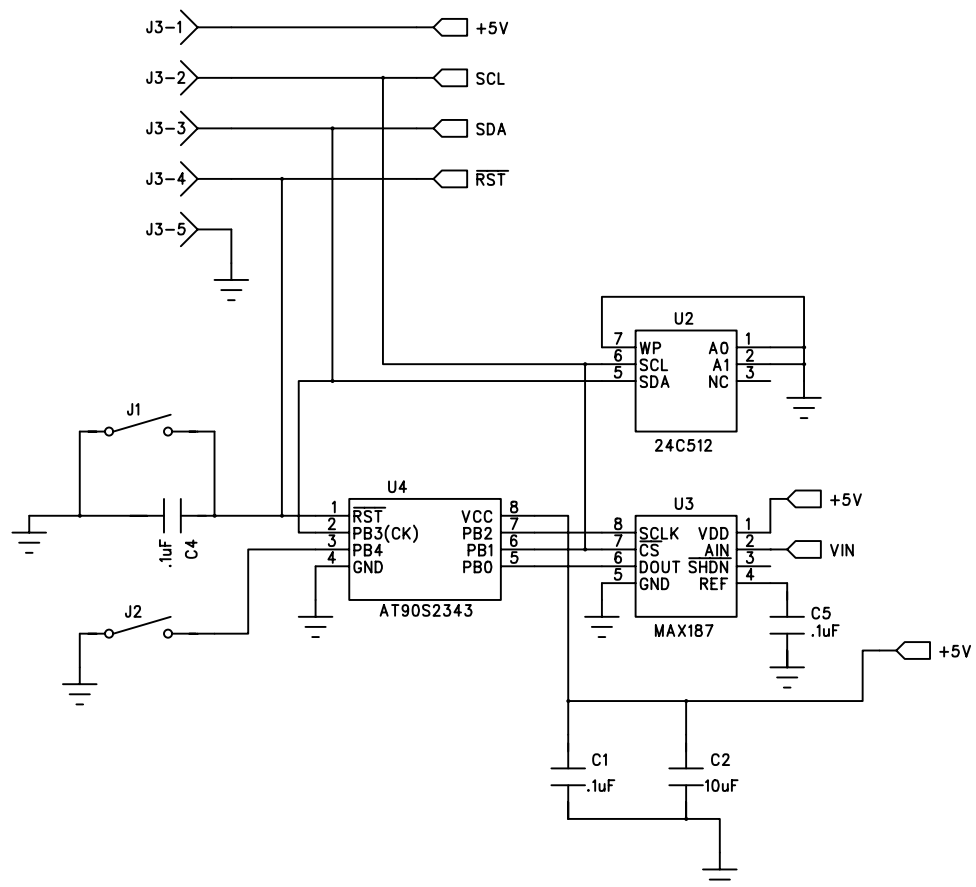 J3-1 +5V
J3-2 SCL
J3-3 SDA
J3-4 RST
J3-5
U2
7 WP A0 1
6 SCL A1 2
5 SDA NC 3
24C512
J1
.1uF C4
U4
1 RST VCC 8
2 PB3(CK) PB2 7
3 PB4 PB1 6
4 GND PB0 5
AT90S2343
J2
U3
8 SCLK VDD 1 +5V
7 CS AIN 2 VIN
6 DOUT SHDN 3
5 GND REF 4
MAX187
C5
.1uF
+5V
C1
.1uF
C2
10uF